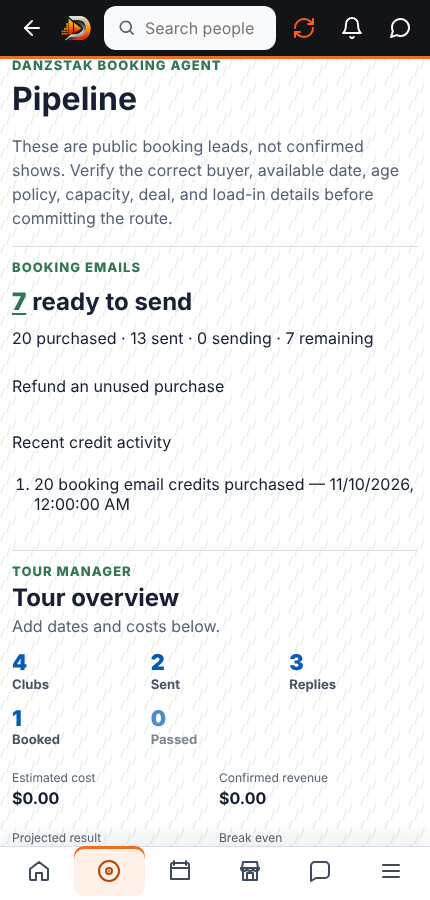 Search people
DANZSTAK BOOKING AGENT
Pipeline
These are public booking leads, not confirmed
shows. Verify the correct buyer, available date, age
policy, capacity, deal, and load-in details before
committing the route.
BOOKING EMAILS
7 ready to send
20 purchased · 13 sent · 0 sending · 7 remaining
Refund an unused purchase
Recent credit activity
1. 20 booking email credits purchased — 11/10/2026,
12:00:00 AM
TOUR MANAGER
Tour overview
Add dates and costs below.
4 2 3
Clubs Sent Replies
1 0
Booked Passed
Estimated cost Confirmed revenue
$0.00 $0.00
Projected result Break even